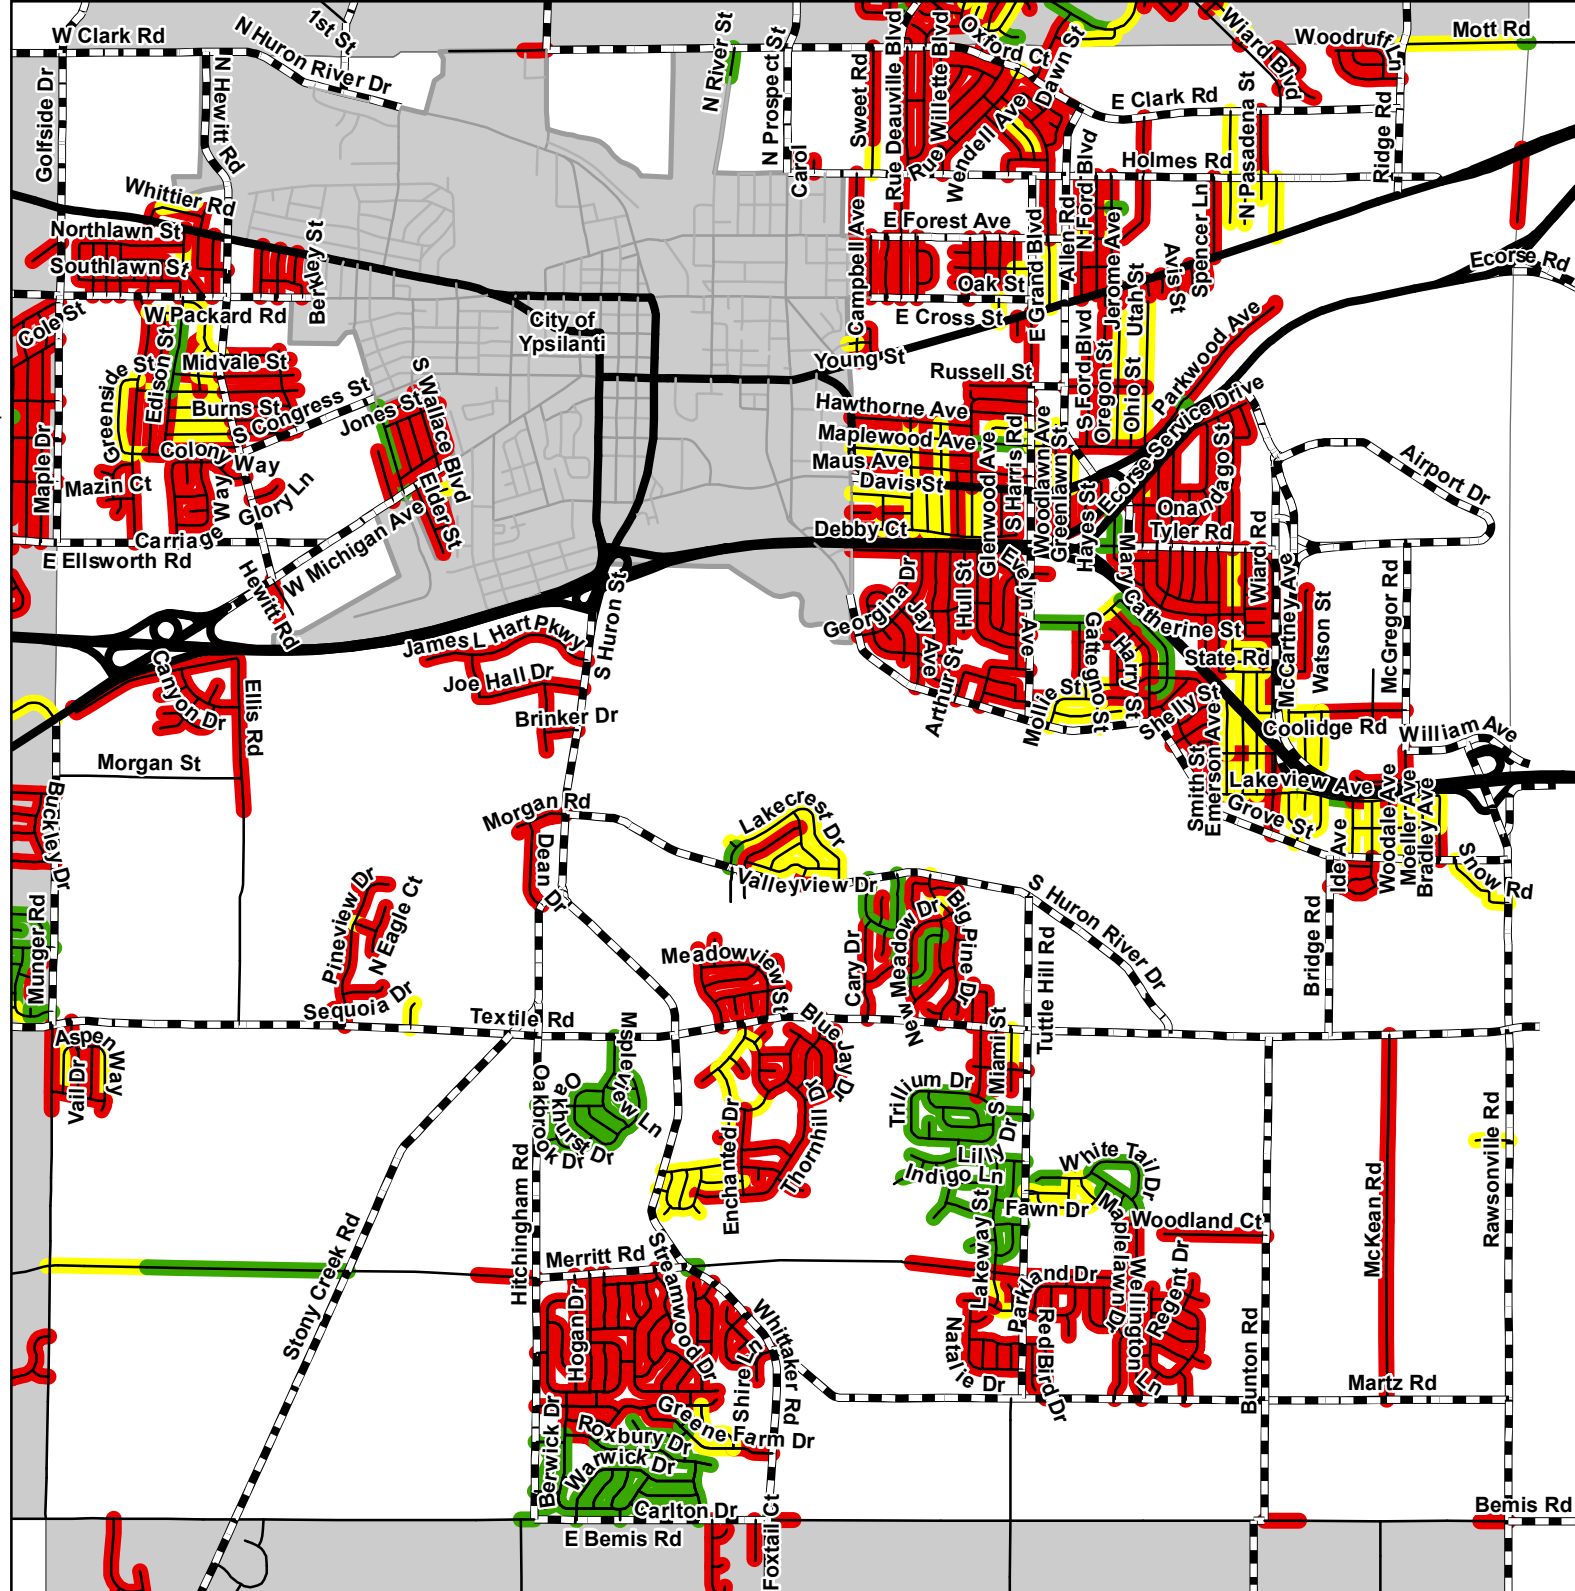 W Clark Rd
N Huron River Dr
1st St
N River St
N Prospect St
Sweet Rd
Rue Deauville Blvd
Rue Willette Blvd
Oxford Ct
Dawn St
Wiard Blvd
Woodruff Ln
Mott Rd
Golfside Dr
N Hewitt Rd
Carol
Wendell Ave
E Clark Rd
Holmes Rd
N Pasadena St
Ridge Rd
Whittier Rd
Northlawn St
Southlawn St
Berkley St
Campbell Ave
E Forest Ave
Oak St
E Cross St
E Grand Blvd
Allen Rd
N Ford Blvd
Jerome Ave
Utah St
Avis St
Spencer Ln
Ecorse Rd
Cole St
W Packard Rd
City of
Ypsilanti
Young St
Russell St
Parkwood Ave
Greenside St
Edison St
Midvale St
Burns St
S Congress St
Jones St
S Wallace Blvd
Hawthorne Ave
Maplewood Ave
Maus Ave
Davis St
Debby Ct
Glenwood Ave
S Harris Rd
Woodlawn Ave
Greenlawn St
S Ford Blvd
Oregon St
Ohio St
Hayes St
Ecorse Service Drive
Onandago St
Tyler Rd
Wiard Rd
Airport Dr
Maple Dr
Mazin Ct
Colony Way
Glory Ln
Carriage Way
E Ellsworth Rd
W Michigan Ave
Elder St
Hewitt Rd
James L Hart Pkwy
Joe Hall Dr
Brinker Dr
S Huron St
Georgina Dr
Jay Ave
Hull St
Evelyn Ave
Arthur St
Mollie St
Gattegno St
Harry St
Mary Catherine St
State Rd
Shelly St
McCartney Ave
Watson St
McGregor Rd
Coolidge Rd
William Ave
Smith St
Emerson Ave
Lakeview Ave
Grove St
Ide Ave
Woodale Ave
Moeller Ave
Bradley Ave
Snow Rd
Canyon Dr
Ellis Rd
Morgan St
Buckley Dr
Munger Rd
Morgan Rd
Dean Dr
Lakecrest Dr
Valleyview Dr
Pineview Dr
N Eagle Ct
Sequoia Dr
Textile Rd
Meadowview St
Cary Dr
New Meadow Dr
Big Pine Dr
S Huron River Dr
Tuttle Hill Rd
Bridge Rd
Aspen Way
Vail Dr
Mapleview Ln
Oakhurst Dr
Oakbrook Dr
Blue Jay Dr
Enchanted Dr
Thornhill Dr
S Miami St
Trillium Dr
Lilly Dr
Indigo Ln
White Tail Dr
Fawn Dr
Woodland Ct
Lakeway St
McKean Rd
Rawsonville Rd
Hitchingham Rd
Stony Creek Rd
Merritt Rd
Streamwood Dr
Hogan Dr
Whittaker Rd
Shire Ln
Parkland Dr
Natalie Dr
Red Bird Dr
Maplelawn Dr
Wellington Ln
Regent Dr
Bunton Rd
Martz Rd
Berwick Dr
Greene Farm Dr
Roxbury Dr
Warwick Dr
Carlton Dr
E Bemis Rd
Foxtail Ct
Bemis Rd